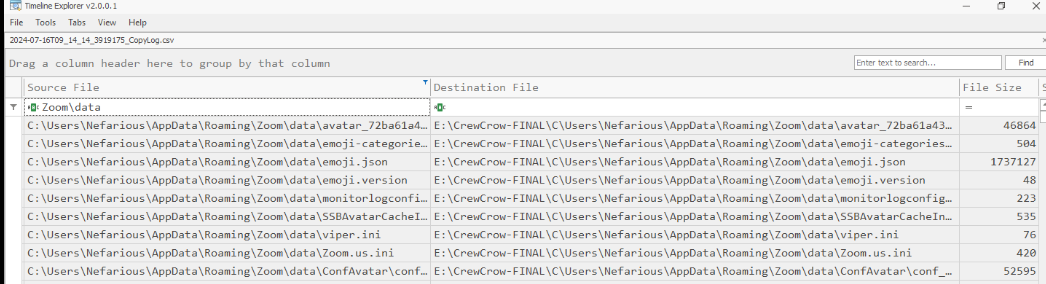 Timeline Explorer v2.0.0.1
File Tools Tabs View Help
2024-07-16T09_14_14_3919175_CopyLog.csv
Drag a column header here to group by that column Enter text to search... Find
Source File Destination File File Size S
Zoom\data =
C:\Users\Nefarious\AppData\Roaming\Zoom\data\avatar_72ba61a4... E:\CrewCrow-FINAL\C\Users\Nefarious\AppData\Roaming\Zoom\data\avatar_72ba61a43... 46864
C:\Users\Nefarious\AppData\Roaming\Zoom\data\emoji-categorie... E:\CrewCrow-FINAL\C\Users\Nefarious\AppData\Roaming\Zoom\data\emoji-categories... 504
C:\Users\Nefarious\AppData\Roaming\Zoom\data\emoji.json E:\CrewCrow-FINAL\C\Users\Nefarious\AppData\Roaming\Zoom\data\emoji.json 1737127
C:\Users\Nefarious\AppData\Roaming\Zoom\data\emoji.version E:\CrewCrow-FINAL\C\Users\Nefarious\AppData\Roaming\Zoom\data\emoji.version 48
C:\Users\Nefarious\AppData\Roaming\Zoom\data\monitorlogconfi... E:\CrewCrow-FINAL\C\Users\Nefarious\AppData\Roaming\Zoom\data\monitorlogconfig... 223
C:\Users\Nefarious\AppData\Roaming\Zoom\data\SSBAvatarCacheI... E:\CrewCrow-FINAL\C\Users\Nefarious\AppData\Roaming\Zoom\data\SSBAvatarCacheIn... 535
C:\Users\Nefarious\AppData\Roaming\Zoom\data\viper.ini E:\CrewCrow-FINAL\C\Users\Nefarious\AppData\Roaming\Zoom\data\viper.ini 76
C:\Users\Nefarious\AppData\Roaming\Zoom\data\Zoom.us.ini E:\CrewCrow-FINAL\C\Users\Nefarious\AppData\Roaming\Zoom\data\Zoom.us.ini 420
C:\Users\Nefarious\AppData\Roaming\Zoom\data\ConfAvatar\conf... E:\CrewCrow-FINAL\C\Users\Nefarious\AppData\Roaming\Zoom\data\ConfAvatar\conf_... 52595